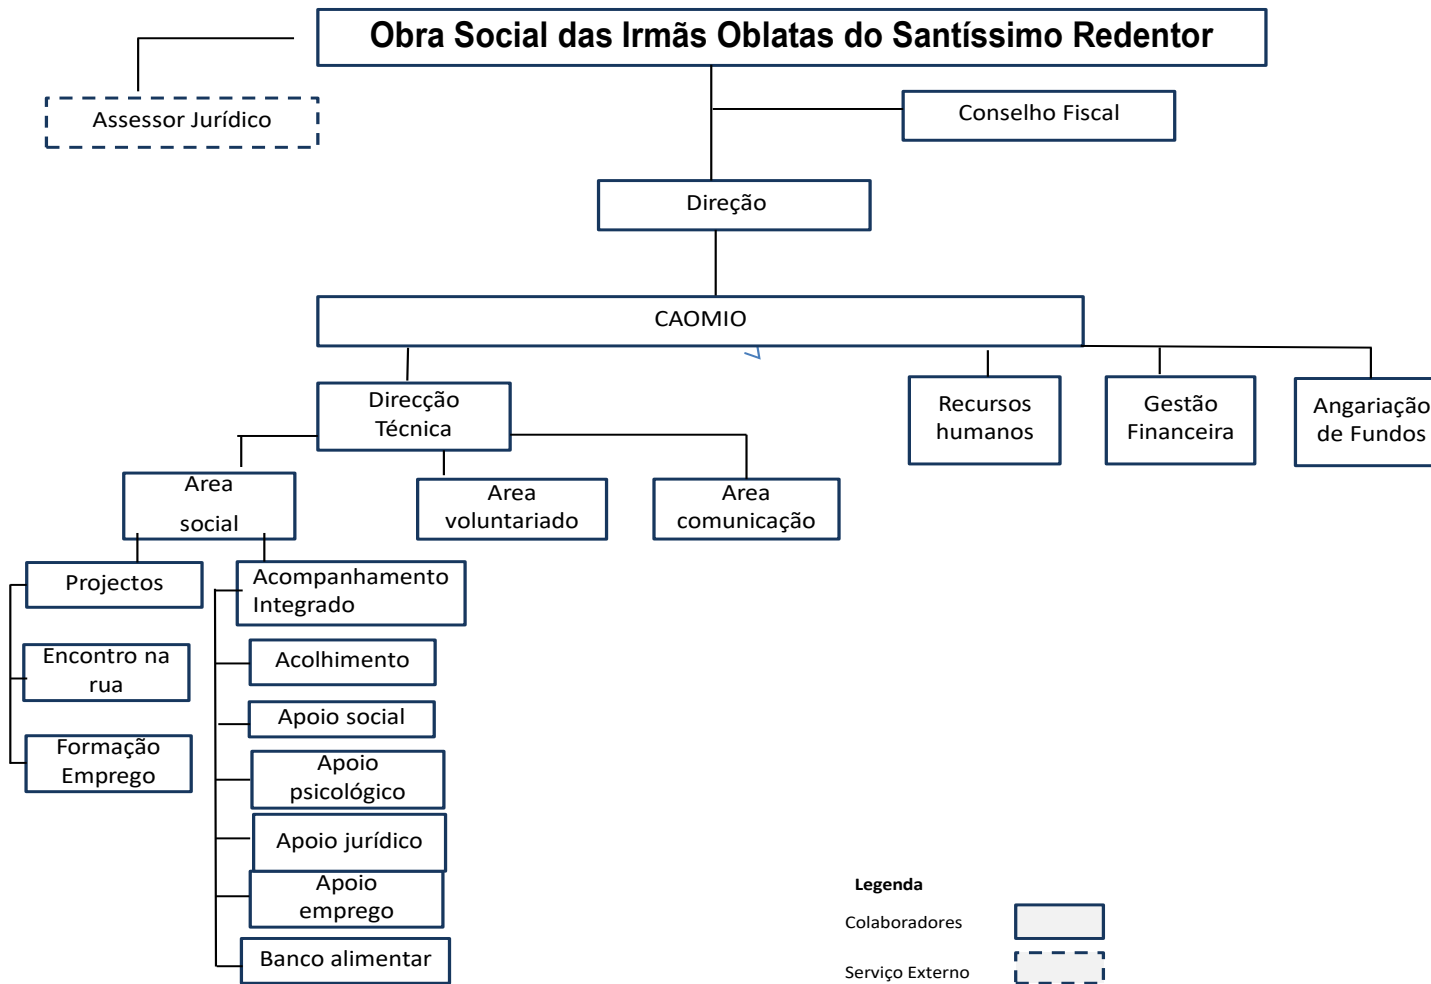 Obra Social das Irmãs Oblatas do Santíssimo Redentor
Assessor Jurídico
Conselho Fiscal
Direção
CAOMIO
Direcção
Técnica
Recursos
humanos
Gestão
Financeira
Angariação
de Fundos
Area
social
Area
voluntariado
Area
comunicação
Projectos
Encontro na
rua
Formação
Emprego
Acompanhamento
Integrado
Acolhimento
Apoio social
Apoio
psicológico
Apoio jurídico
Apoio
emprego
Banco alimentar
Legenda
Colaboradores
Serviço Externo